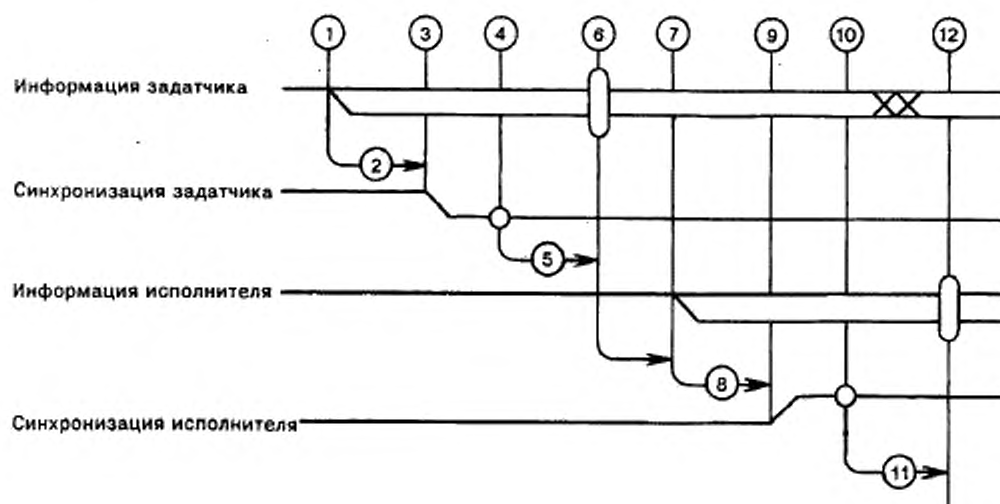 1 3 4 6 7 9 10 12
Информация задатчика
2
Синхронизация задатчика
5
Информация исполнителя
8
Синхронизация исполнителя
11